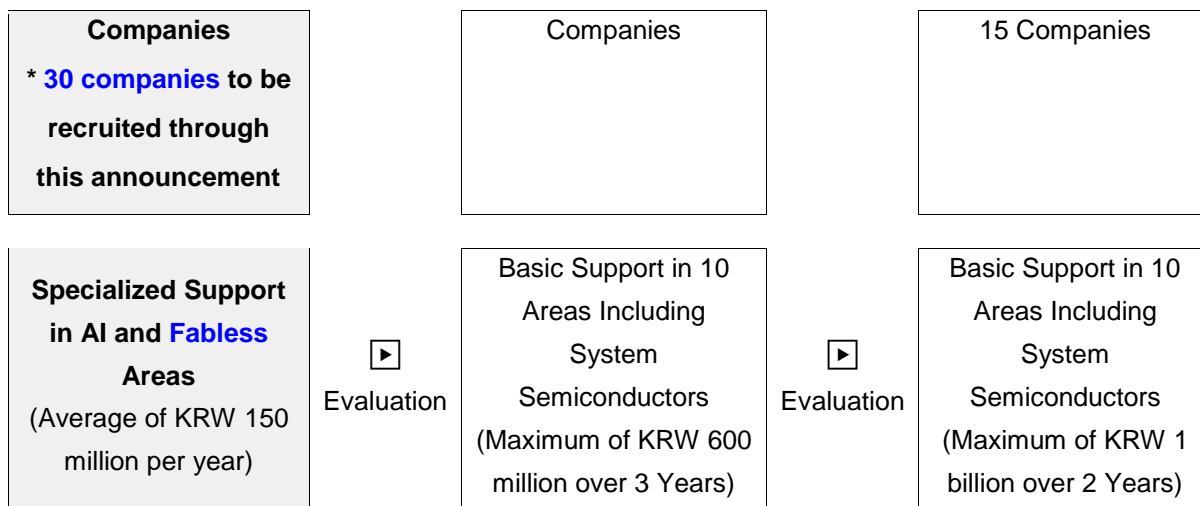 Companies
* 30 companies to be
recruited through
this announcement
Companies
15 Companies
Specialized Support
in AI and Fabless
Areas
(Average of KRW 150
million per year)
Evaluation
Basic Support in 10
Areas Including
System
Semiconductors
(Maximum of KRW 600
million over 3 Years)
Evaluation
Basic Support in 10
Areas Including
System
Semiconductors
(Maximum of KRW 1
billion over 2 Years)